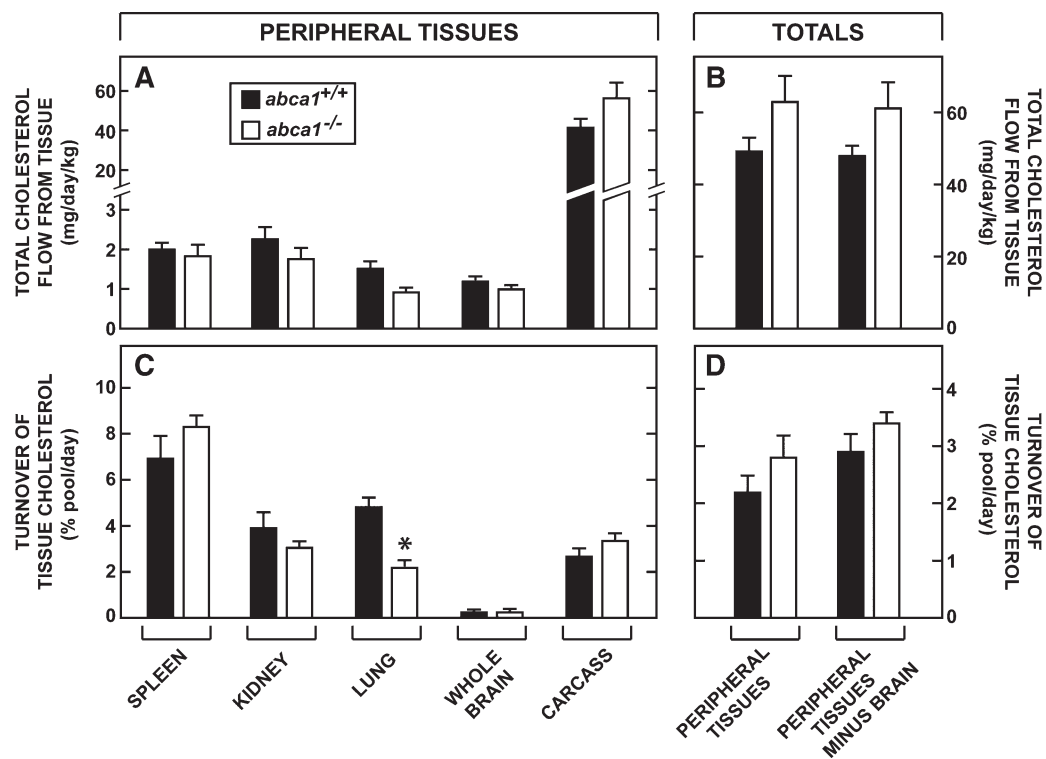 PERIPHERAL TISSUES
TOTALS
A
abca1+/+
abca1-/-
TOTAL CHOLESTEROL
FLOW FROM TISSUE
(mg/day/kg)
60
40
20
3
2
1
0
B
60
40
20
0
TOTAL CHOLESTEROL
FLOW FROM TISSUE
(mg/day/kg)
C
TURNOVER OF
TISSUE CHOLESTEROL
(% pool/day)
10
8
6
4
2
0
*
D
4
3
2
1
0
TURNOVER OF
TISSUE CHOLESTEROL
(% pool/day)
SPLEEN
KIDNEY
LUNG
WHOLE
BRAIN
CARCASS
PERIPHERAL
TISSUES
PERIPHERAL
TISSUES
MINUS BRAIN